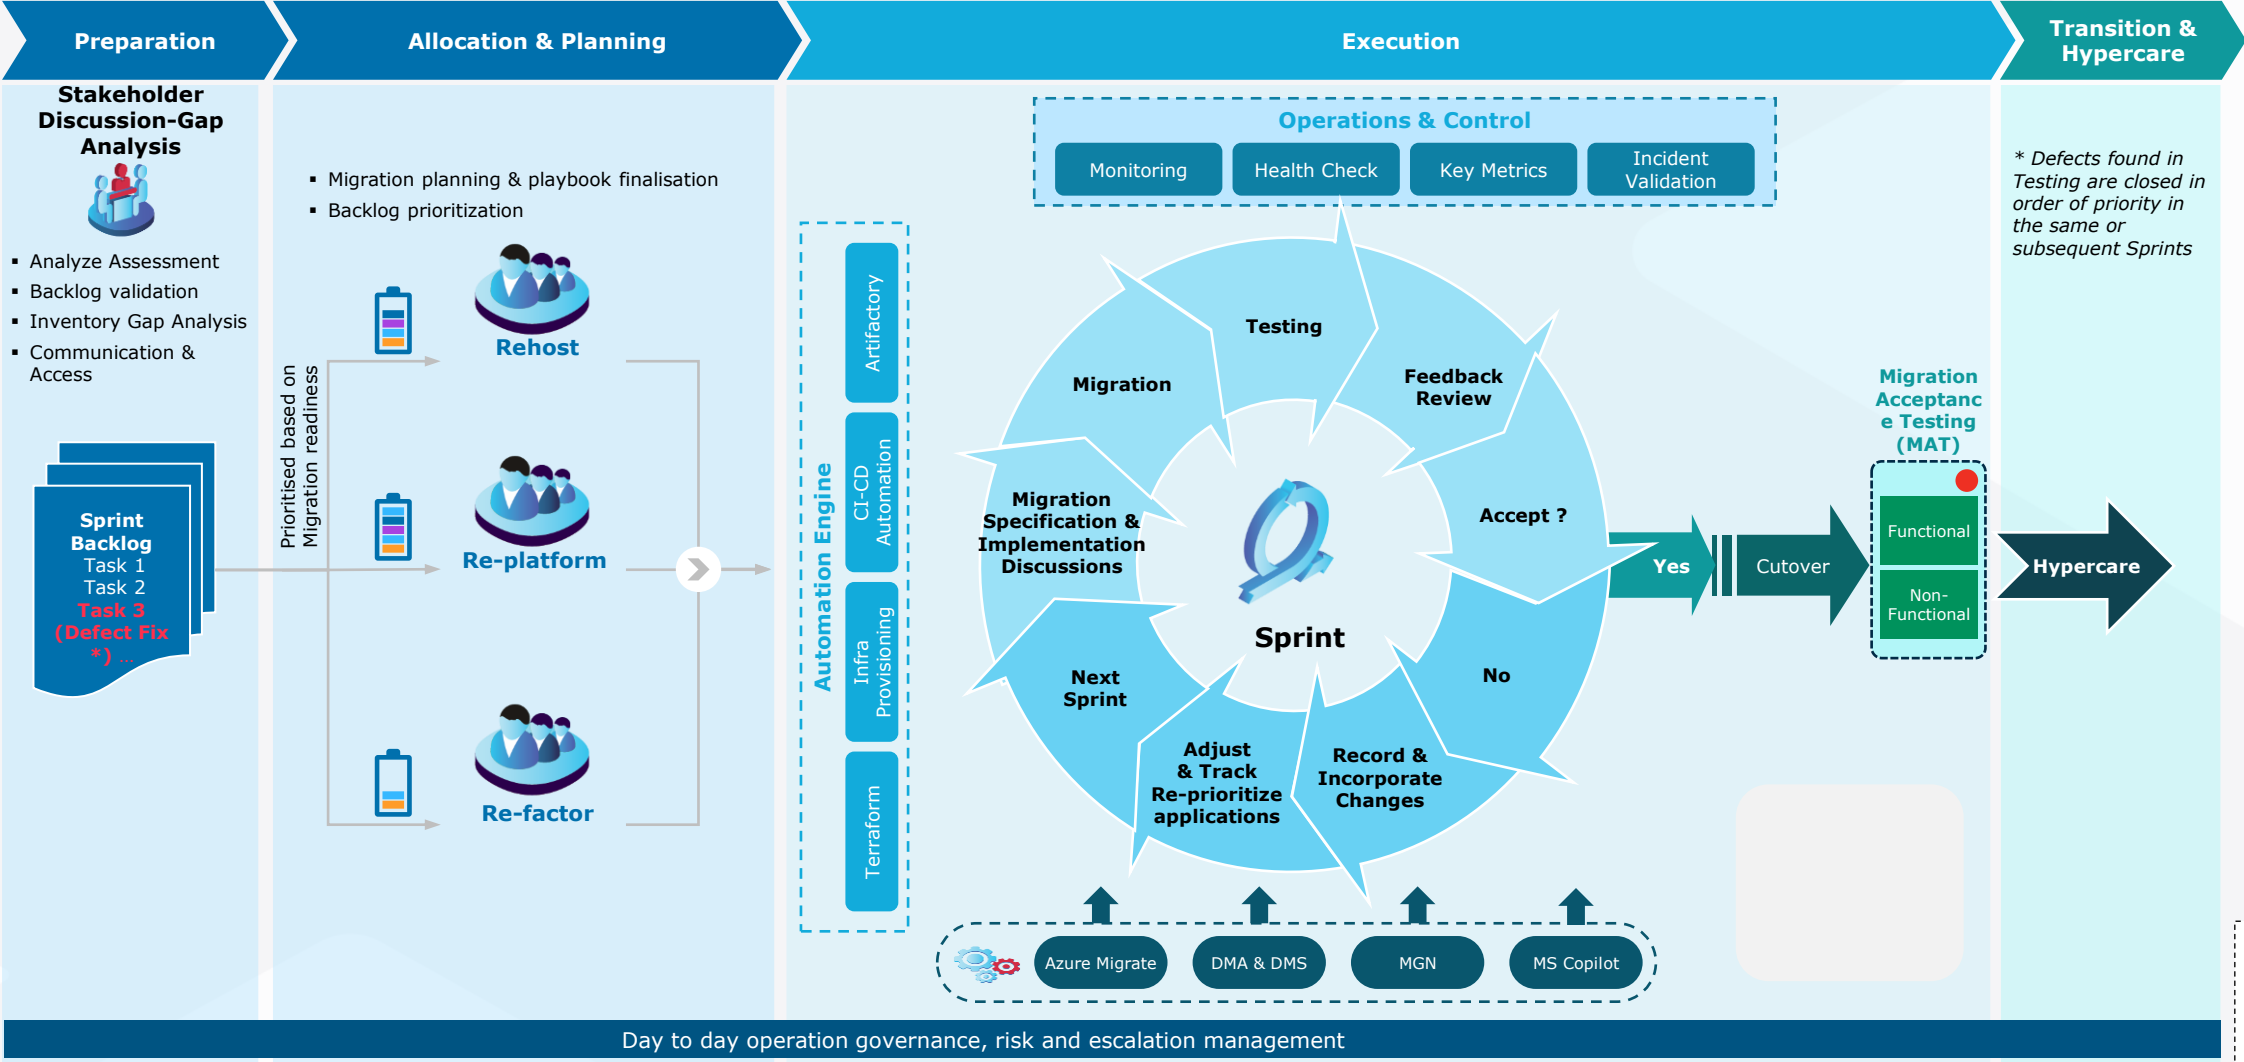 Preparation
Allocation & Planning
Execution
Transition &
Hypercare
Stakeholder
Discussion-Gap
Analysis
▪ Analyze Assessment
▪ Backlog validation
▪ Inventory Gap Analysis
▪ Communication &
Access
Sprint
Backlog
Task 1
Task 2
Task 3
(Defect Fix
*) ...
▪ Migration planning & playbook finalisation
▪ Backlog prioritization
Prioritised based on
Migration readiness
Rehost
Re-platform
Re-factor
Automation Engine
Artifactory
CI-CD
Automation
Infra
Provisioning
Terraform
Operations & Control
Monitoring
Health Check
Key Metrics
Incident
Validation
Testing
Feedback
Review
Accept ?
No
Record &
Incorporate
Changes
Adjust
& Track
Re-prioritize
applications
Next
Sprint
Migration
Specification &
Implementation
Discussions
Migration
Sprint
Yes
Cutover
Migration
Acceptanc
e Testing
(MAT)
Functional
Non-
Functional
Azure Migrate
DMA & DMS
MGN
MS Copilot
* Defects found in
Testing are closed in
order of priority in
the same or
subsequent Sprints
Hypercare
Day to day operation governance, risk and escalation management